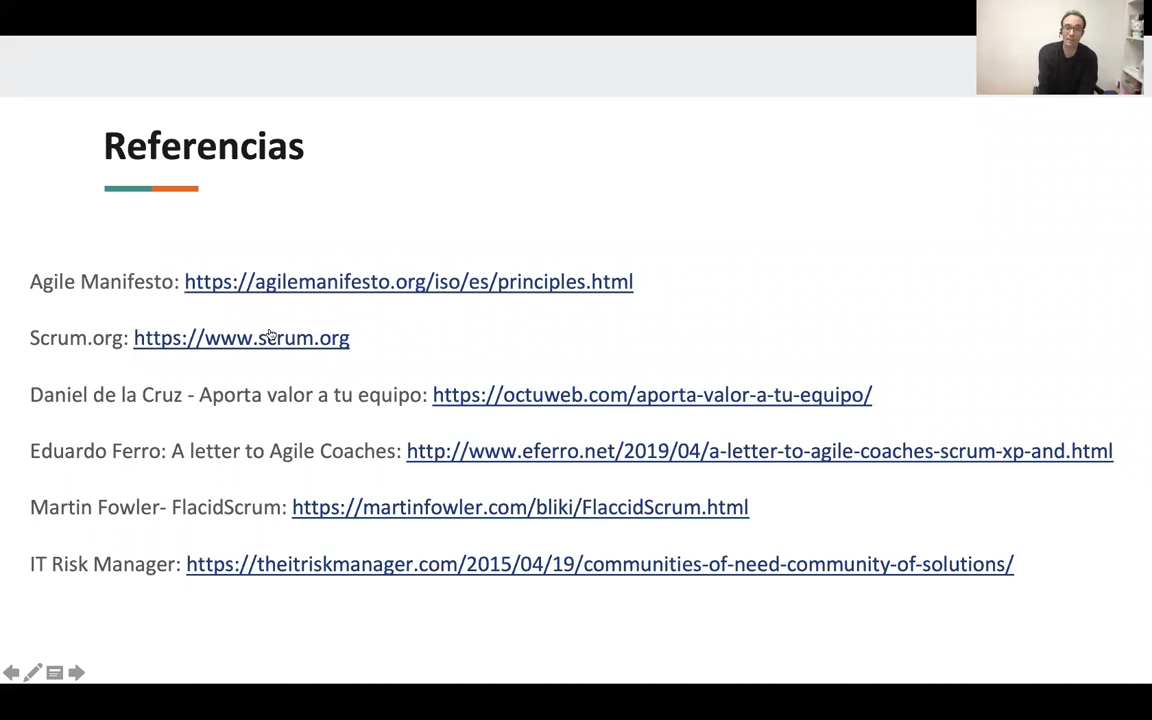 Referencias
Agile Manifesto: https://agilemanifesto.org/iso/es/principles.html
Scrum.org: https://www.scrum.org
Daniel de la Cruz - Aporta valor a tu equipo: https://octuweb.com/aporta-valor-a-tu-equipo/
Eduardo Ferro: A letter to Agile Coaches: http://www.eferro.net/2019/04/a-letter-to-agile-coaches-scrum-xp-and.html
Martin Fowler- FlacidScrum: https://martinfowler.com/bliki/FlaccidScrum.html
IT Risk Manager: https://theitriskmanager.com/2015/04/19/communities-of-need-community-of-solutions/